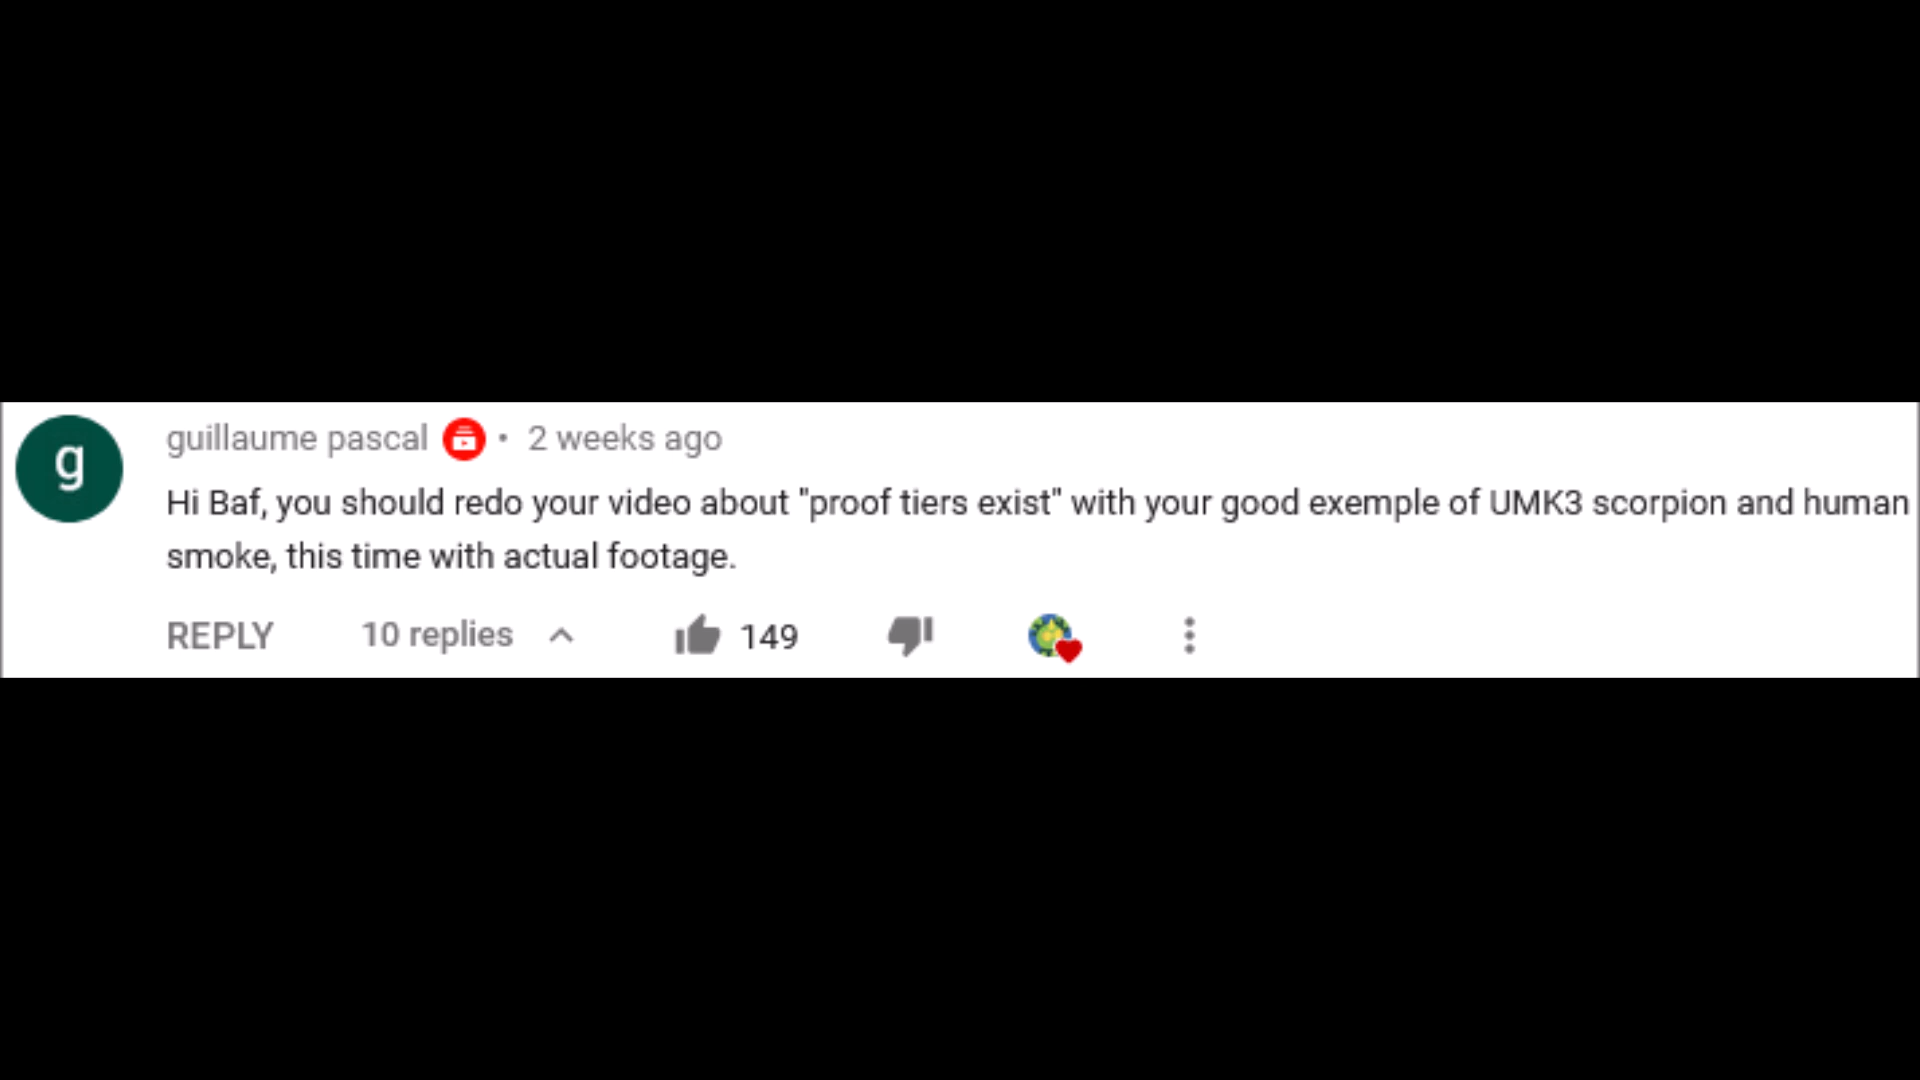 g
guillaume pascal • 2 weeks ago
Hi Baf, you should redo your video about "proof tiers exist" with your good exemple of UMK3 scorpion and human
smoke, this time with actual footage.
REPLY 10 replies 149